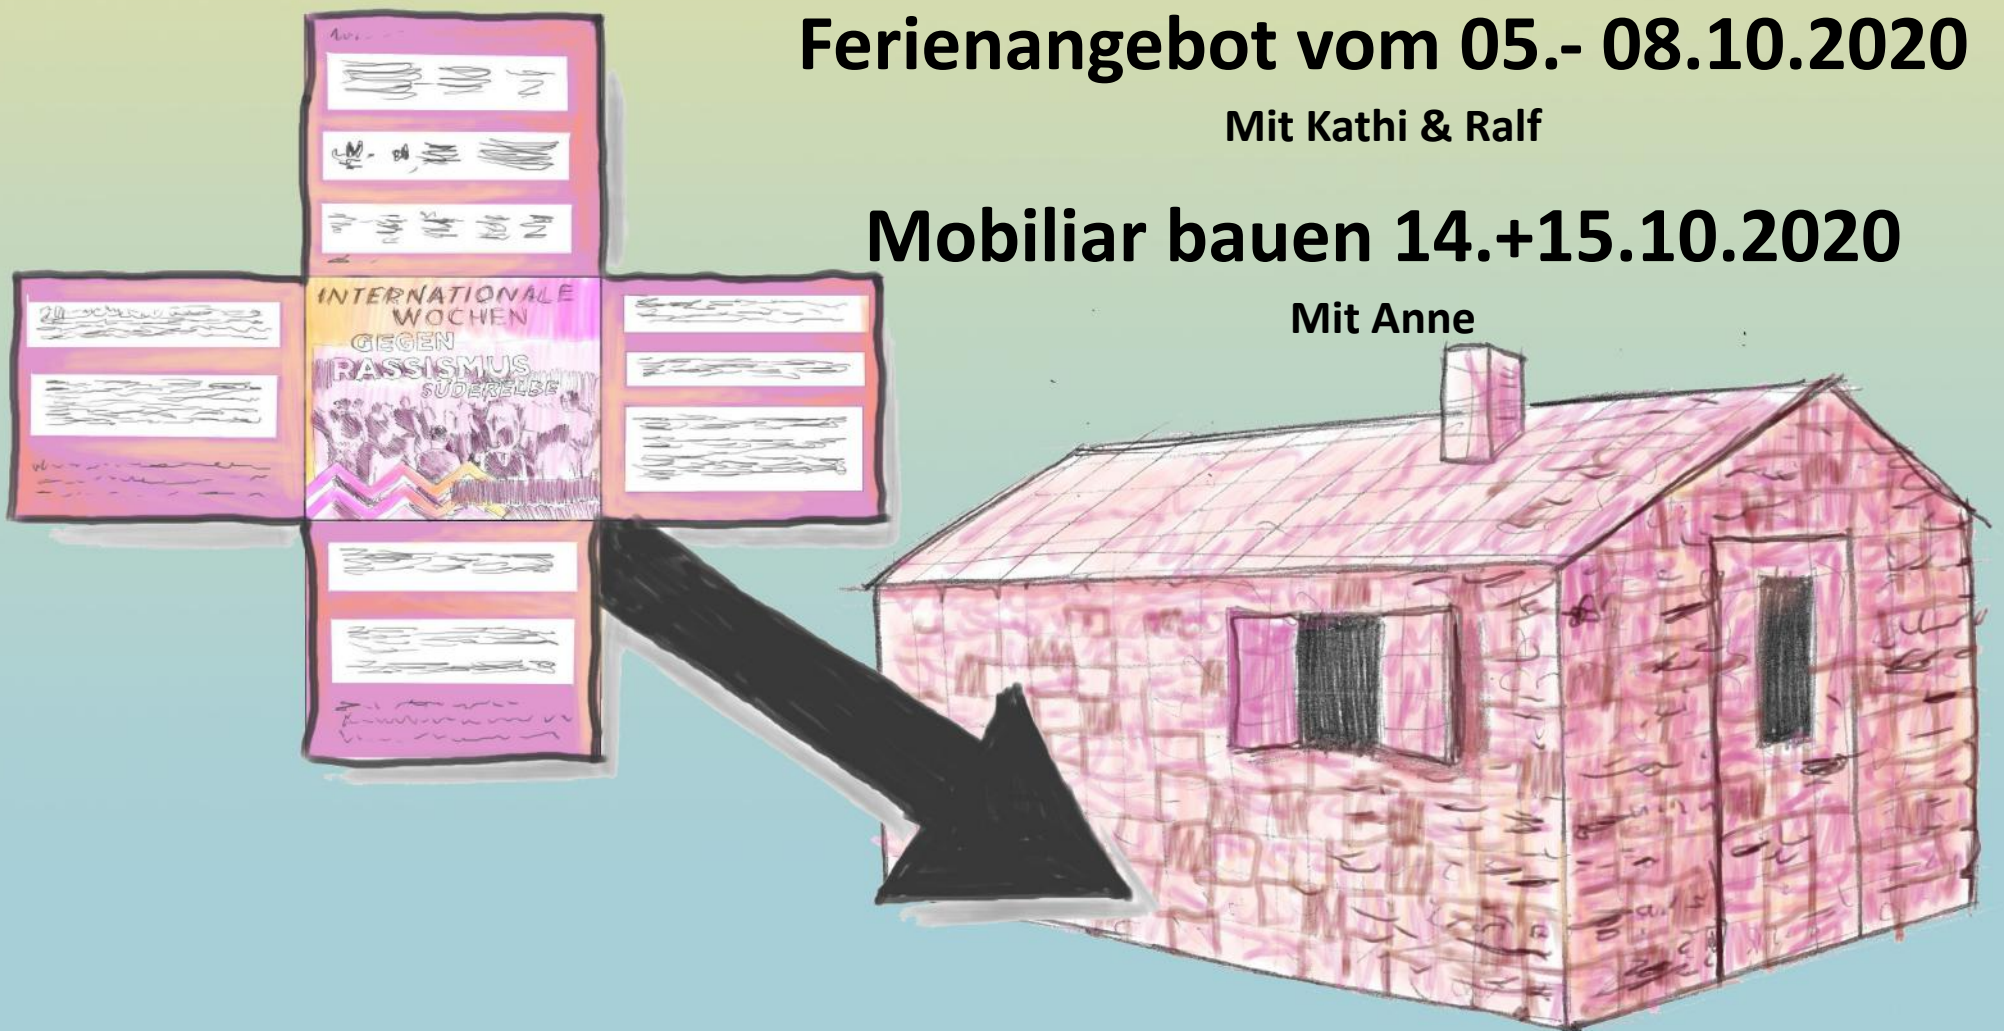 Ferienangebot vom 05.- 08.10.2020
Mit Kathi & Ralf
Mobiliar bauen 14.+15.10.2020
Mit Anne
INTERNATIONALE
WOCHEN
GEGEN
RASSISMUS
SÜDERELBE